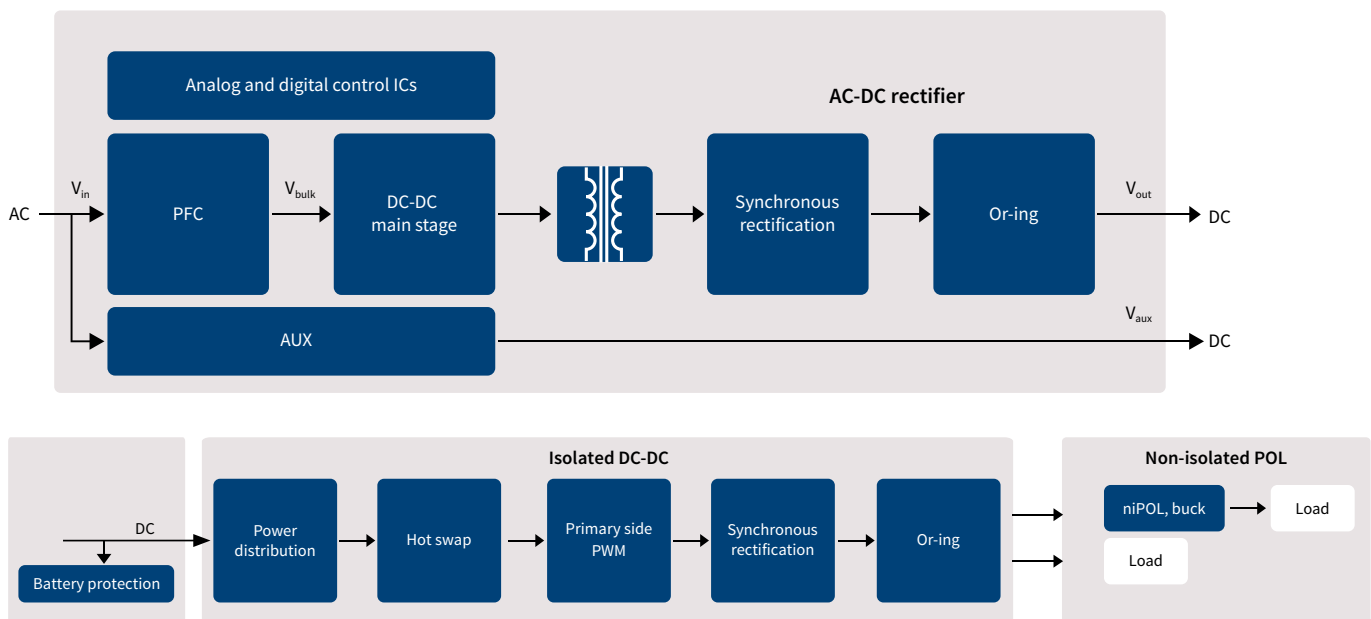 Analog and digital control ICs
AC-DC rectifier
AC
Vin
PFC
Vbulk
DC-DC
main stage
Synchronous
rectification
Or-ing
Vout
DC
AUX
Vaux
DC
Isolated DC-DC
Non-isolated POL
DC
Battery protection
Power
distribution
Hot swap
Primary side
PWM
Synchronous
rectification
Or-ing
niPOL, buck
Load
Load